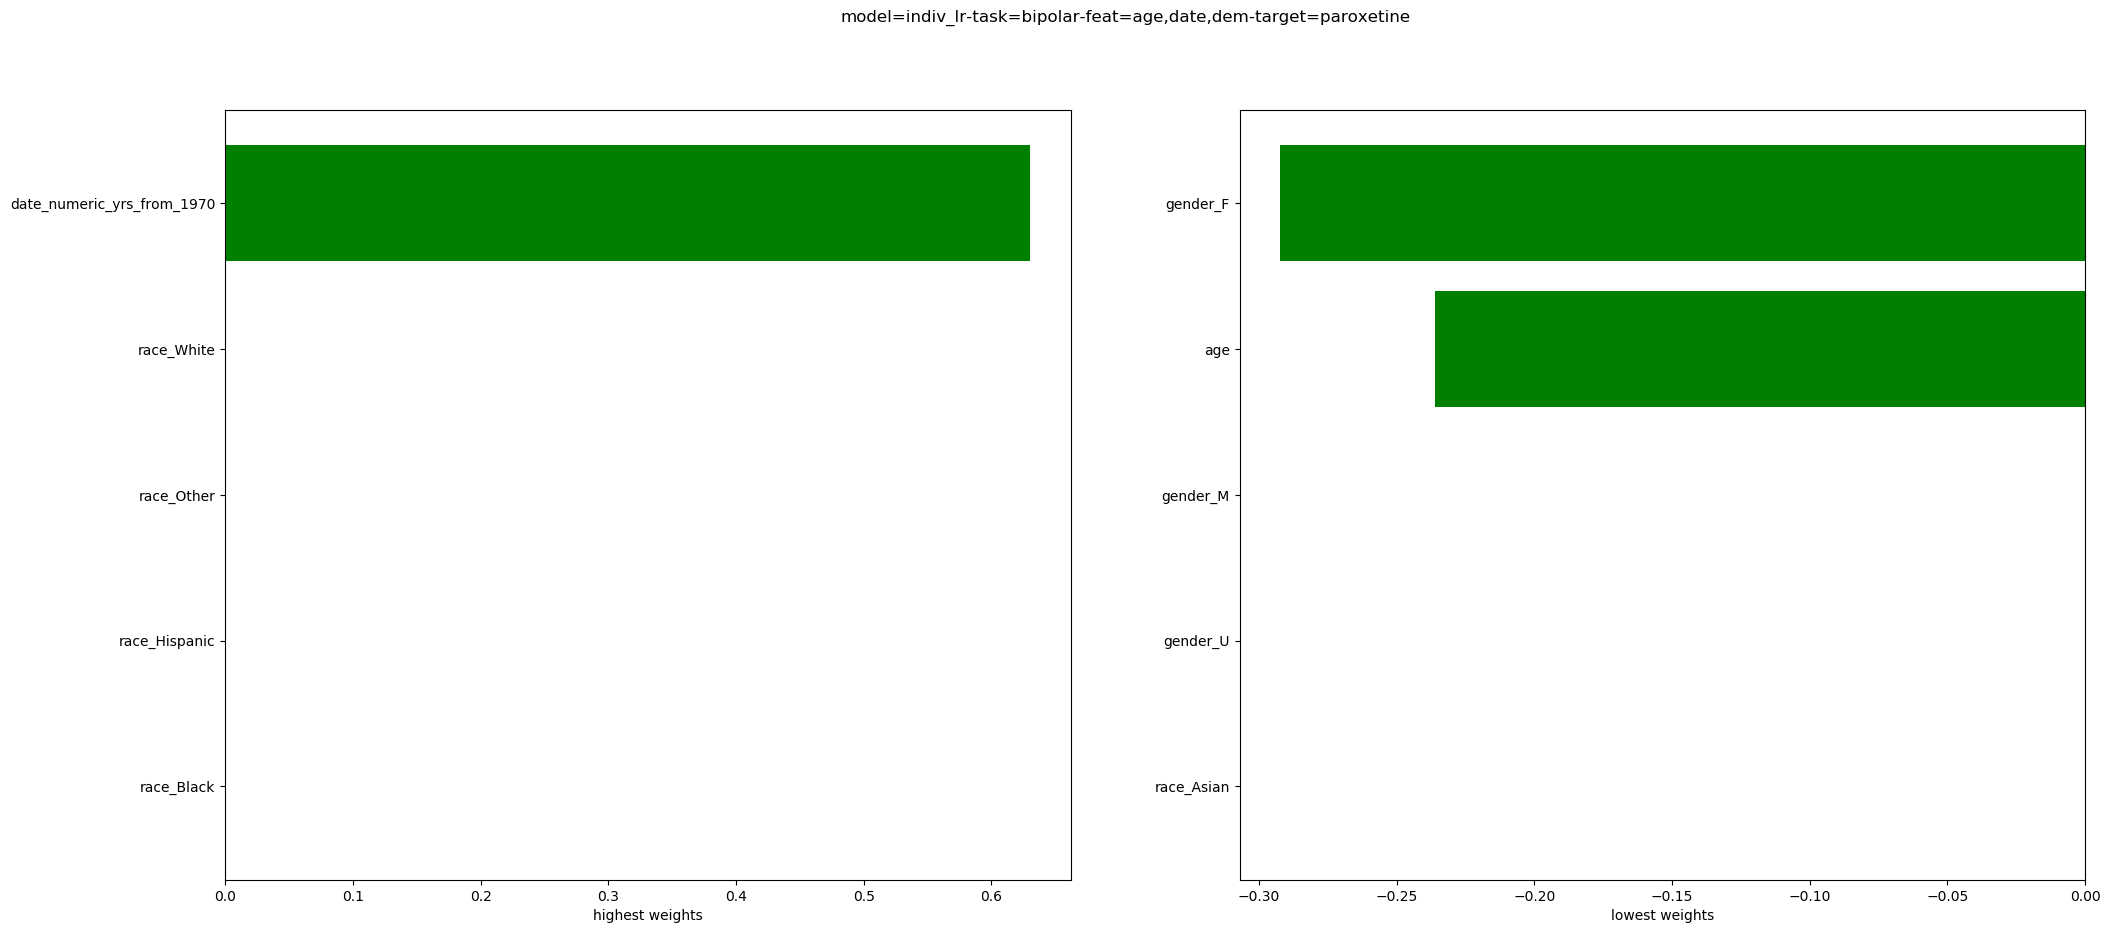 model=indiv_lr-task=bipolar-feat=age,date,dem-target=paroxetine
date_numeric_yrs_from_1970
race_White
race_Other
race_Hispanic
race_Black
0.0 0.1 0.2 0.3 0.4 0.5 0.6
highest weights
gender_F
age
gender_M
gender_U
race_Asian
−0.30 −0.25 −0.20 −0.15 −0.10 −0.05 0.00
lowest weights